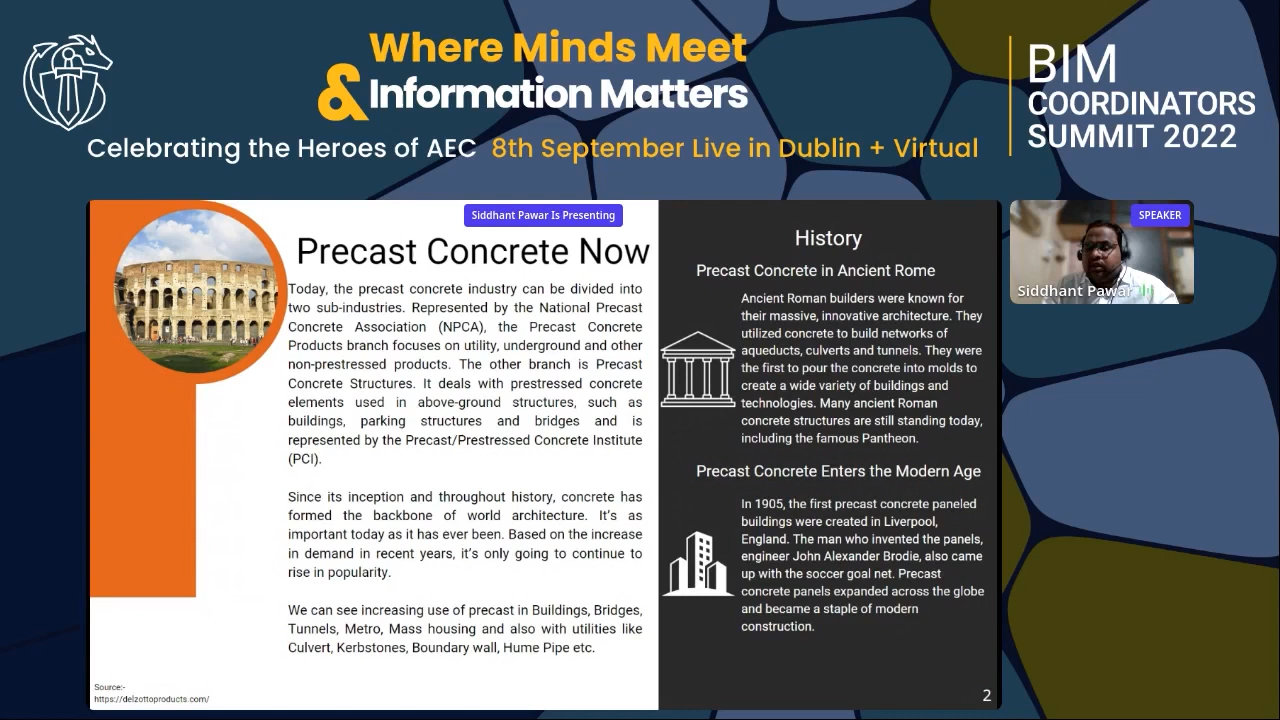 Where Minds Meet
& Information Matters
Celebrating the Heroes of AEC 8th September Live in Dublin + Virtual
BIM
COORDINATORS
SUMMIT 2022
Siddhant Pawar Is Presenting
Precast Concrete Now
Today, the precast concrete industry can be divided into
two sub-industries. Represented by the National Precast
Concrete Association (NPCA), the Precast Concrete
Products branch focuses on utility, underground and other
non-prestressed products. The other branch is Precast
Concrete Structures. It deals with prestressed concrete
elements used in above-ground structures, such as
buildings, parking structures and bridges and is
represented by the Precast/Prestressed Concrete Institute
(PCI).
Since its inception and throughout history, concrete has
formed the backbone of world architecture. It's as
important today as it has ever been. Based on the increase
in demand in recent years, it's only going to continue to
rise in popularity.
We can see increasing use of precast in Buildings, Bridges,
Tunnels, Metro, Mass housing and also with utilities like
Culvert, Kerbstones, Boundary wall, Hume Pipe etc.
Source:-
https://delzottoproducts.com/
History
Precast Concrete in Ancient Rome
Ancient Roman builders were known for
their massive, innovative architecture. They
utilized concrete to build networks of
aqueducts, culverts and tunnels. They were
the first to pour the concrete into molds to
create a wide variety of buildings and
technologies. Many ancient Roman
concrete structures are still standing today,
including the famous Pantheon.
Precast Concrete Enters the Modern Age
In 1905, the first precast concrete paneled
buildings were created in Liverpool,
England. The man who invented the panels,
engineer John Alexander Brodie, also came
up with the soccer goal net. Precast
concrete panels expanded across the globe
and became a staple of modern
construction.
2
SPEAKER
Siddhant Pawar